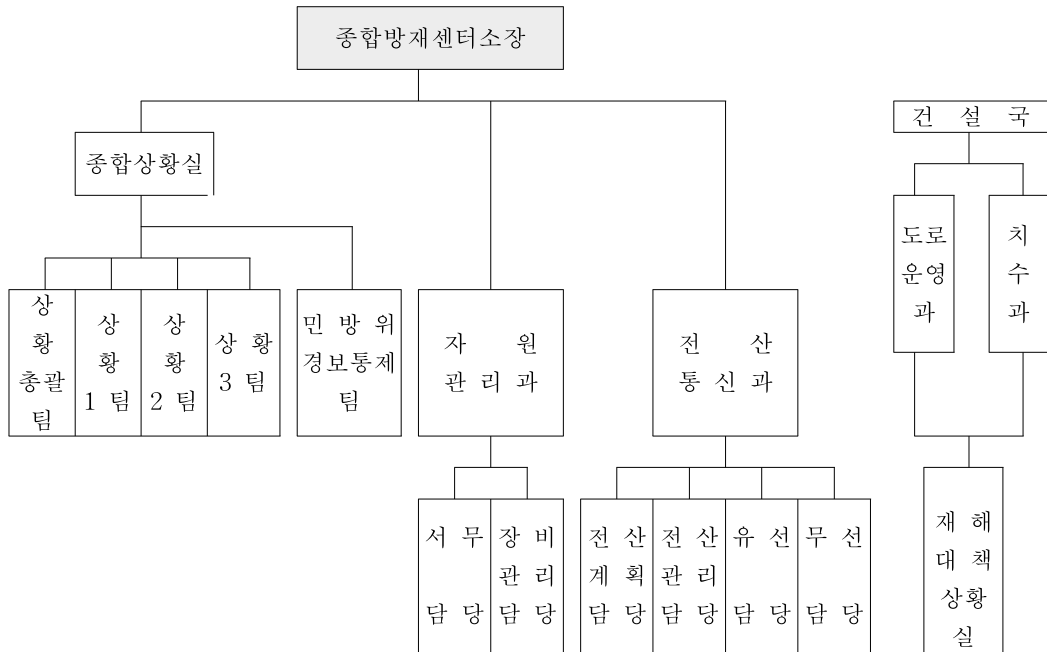 종합방재센터소장
건 설 국
종합상황실
도로
운영
과
치
수
과
상
황
총괄
팀
상
황
1 팀
상
황
2 팀
상 황
3 팀
민 방 위
경보통제
팀
자 원
관 리 과
전 산
통 신 과
서 무
담 당
장 비
관 리
담 당
전 산
계 획
담 당
전 산
관 리
담 당
유 선
담 당
무 선
담 당
재 해
대 책
상황
실